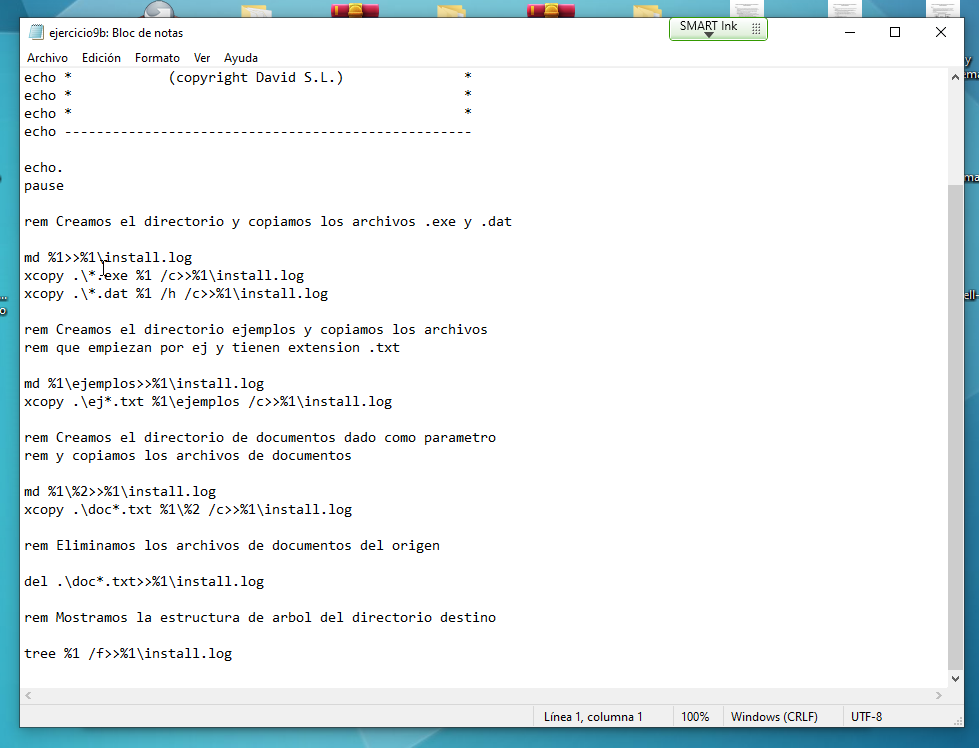 SMART Ink
ejercicio9b: Bloc de notas
Archivo Edición Formato Ver Ayuda
echo *            (copyright David S.L.)               *
echo *                                                 *
echo *                                                 *
echo ---------------------------------------------------
echo.
pause
rem Creamos el directorio y copiamos los archivos .exe y .dat
md %1>>%1\install.log
xcopy .\*.exe %1 /c>>%1\install.log
xcopy .\*.dat %1 /h /c>>%1\install.log
rem Creamos el directorio ejemplos y copiamos los archivos
rem que empiezan por ej y tienen extension .txt
md %1\ejemplos>>%1\install.log
xcopy .\ej*.txt %1\ejemplos /c>>%1\install.log
rem Creamos el directorio de documentos dado como parametro
rem y copiamos los archivos de documentos
md %1\%2>>%1\install.log
xcopy .\doc*.txt %1\%2 /c>>%1\install.log
rem Eliminamos los archivos de documentos del origen
del .\doc*.txt>>%1\install.log
rem Mostramos la estructura de arbol del directorio destino
tree %1 /f>>%1\install.log
Línea 1, columna 1 100% Windows (CRLF) UTF-8